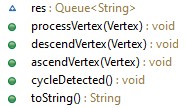 res : Queue<String>
processVertex(Vertex) : void
descendVertex(Vertex) : void
ascendVertex(Vertex) : void
cycleDetected() : void
toString() : String